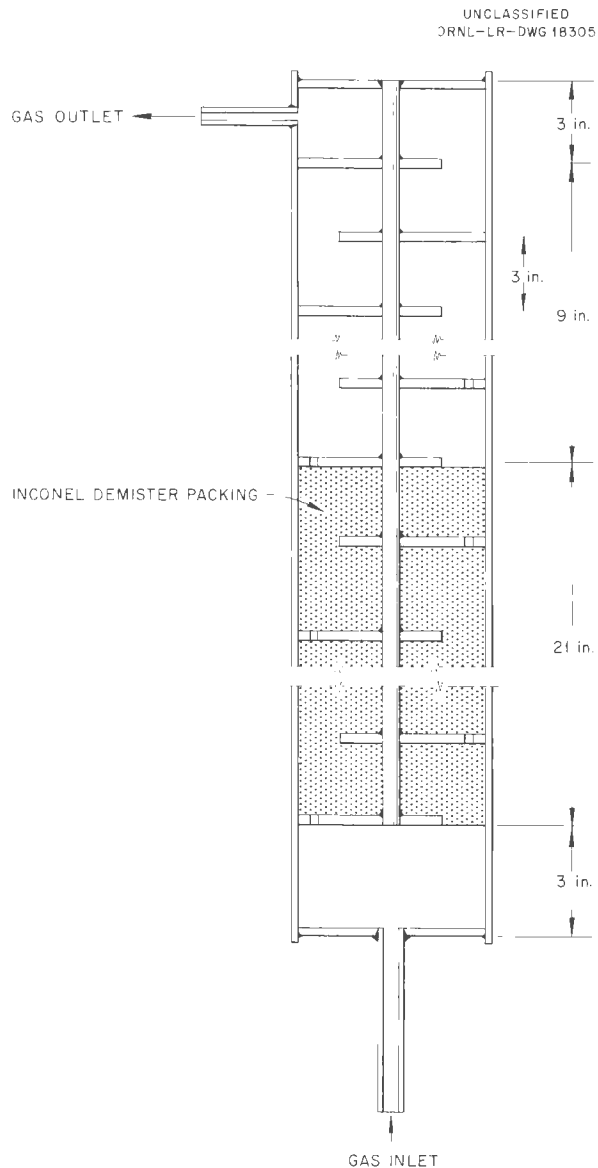 UNCLASSIFIED
ORNL-LR-DWG 18305
GAS OUTLET
3 in.
3 in.
9 in.
INCONEL DEMISTER PACKING
21 in.
3 in.
GAS INLET